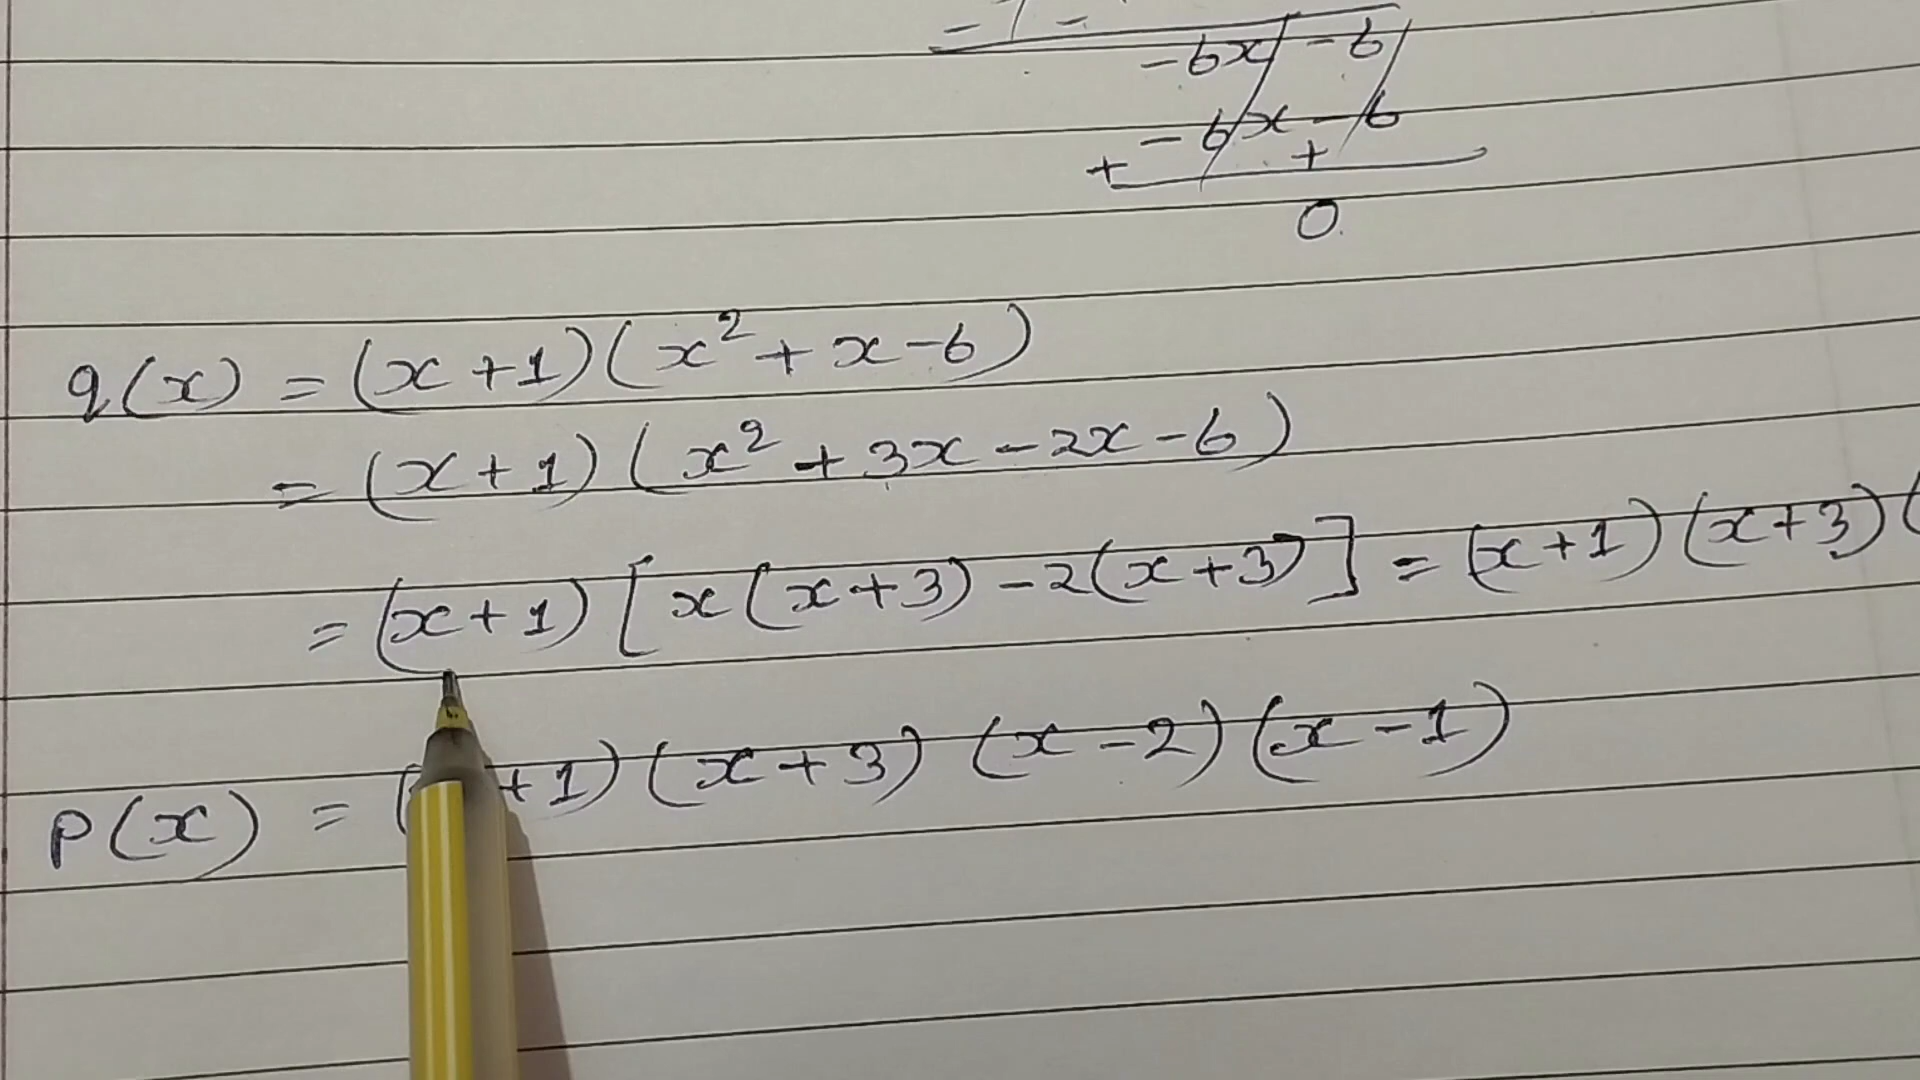 -6x -6
-6x -6
+ +
0
q(x) = (x+1)(x²+x-6)
= (x+1)(x²+3x-2x-6)
= (x+1)[x(x+3)-2(x+3)] = (x+1)(x+3)(
P(x) = ( +1)(x+3)(x-2)(x-1)